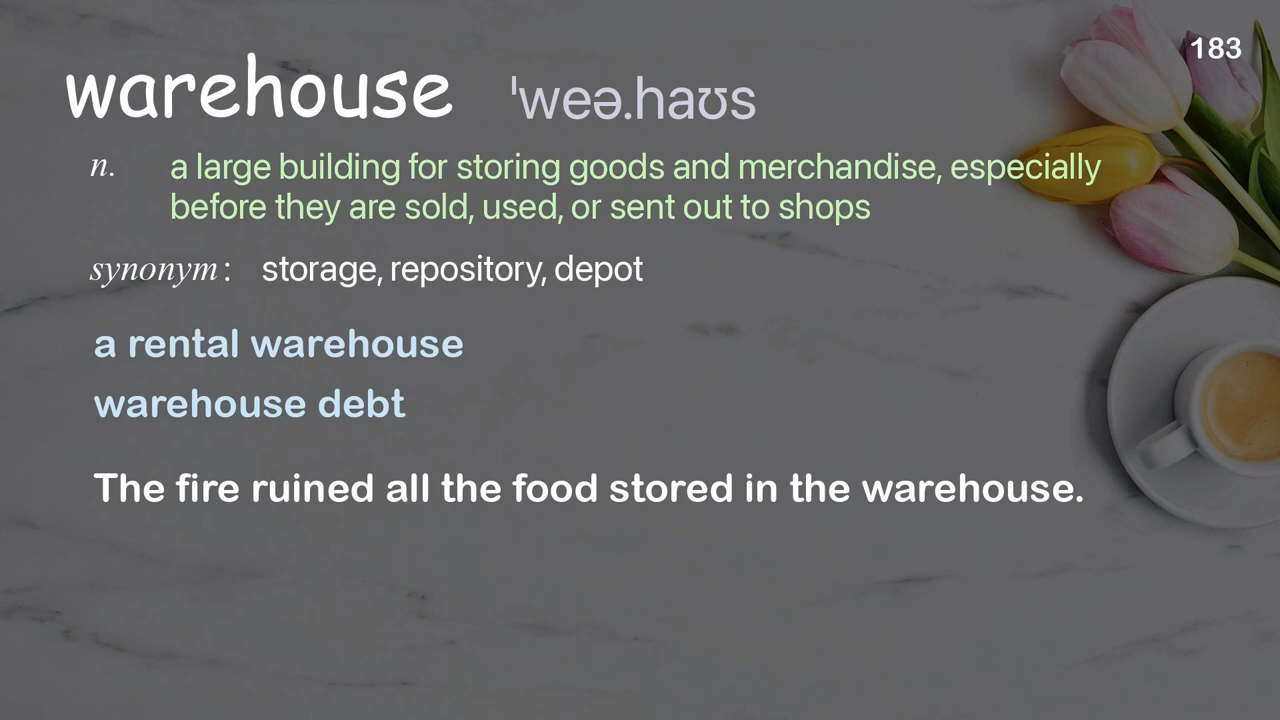 183
warehouse ˈweə.haʊs
n. a large building for storing goods and merchandise, especially
before they are sold, used, or sent out to shops
synonym: storage, repository, depot
a rental warehouse
warehouse debt
The fire ruined all the food stored in the warehouse.